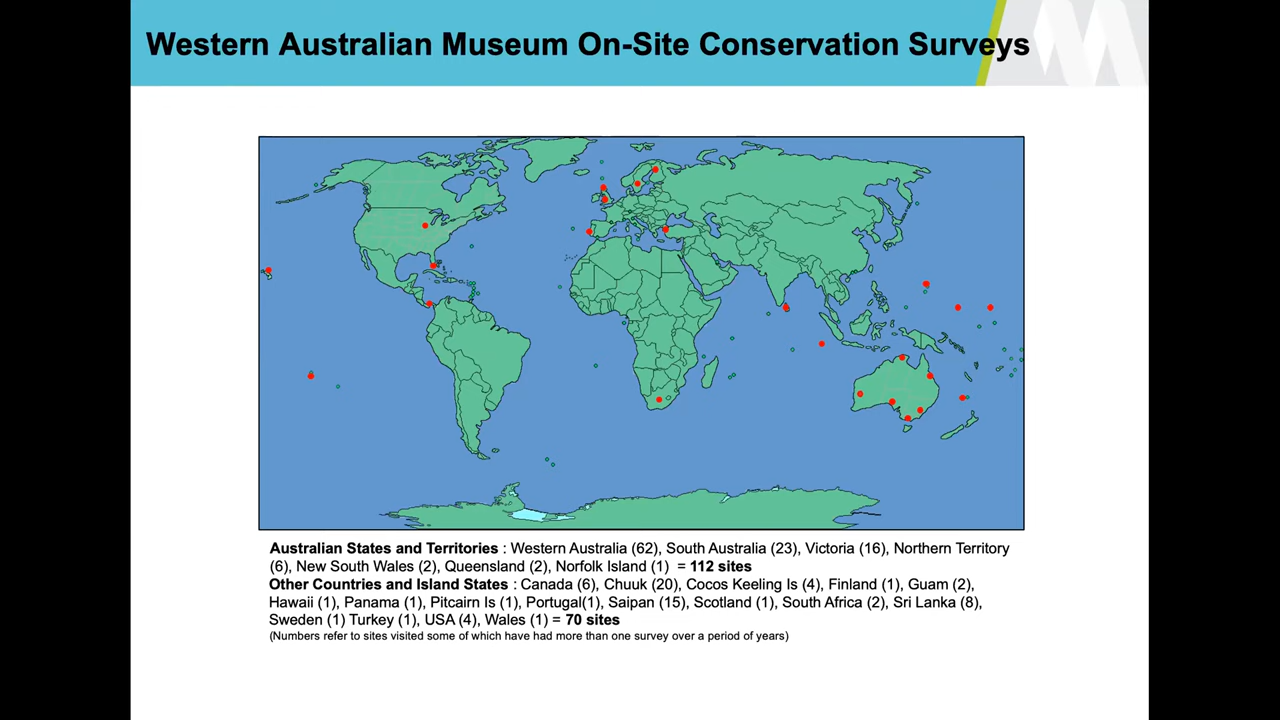 Western Australian Museum On-Site Conservation Surveys
Australian States and Territories : Western Australia (62), South Australia (23), Victoria (16), Northern Territory
(6), New South Wales (2), Queensland (2), Norfolk Island (1)  = 112 sites
Other Countries and Island States : Canada (6), Chuuk (20), Cocos Keeling Is (4), Finland (1), Guam (2),
Hawaii (1), Panama (1), Pitcairn Is (1), Portugal(1), Saipan (15), Scotland (1), South Africa (2), Sri Lanka (8),
Sweden (1) Turkey (1), USA (4), Wales (1) = 70 sites
(Numbers refer to sites visited some of which have had more than one survey over a period of years)